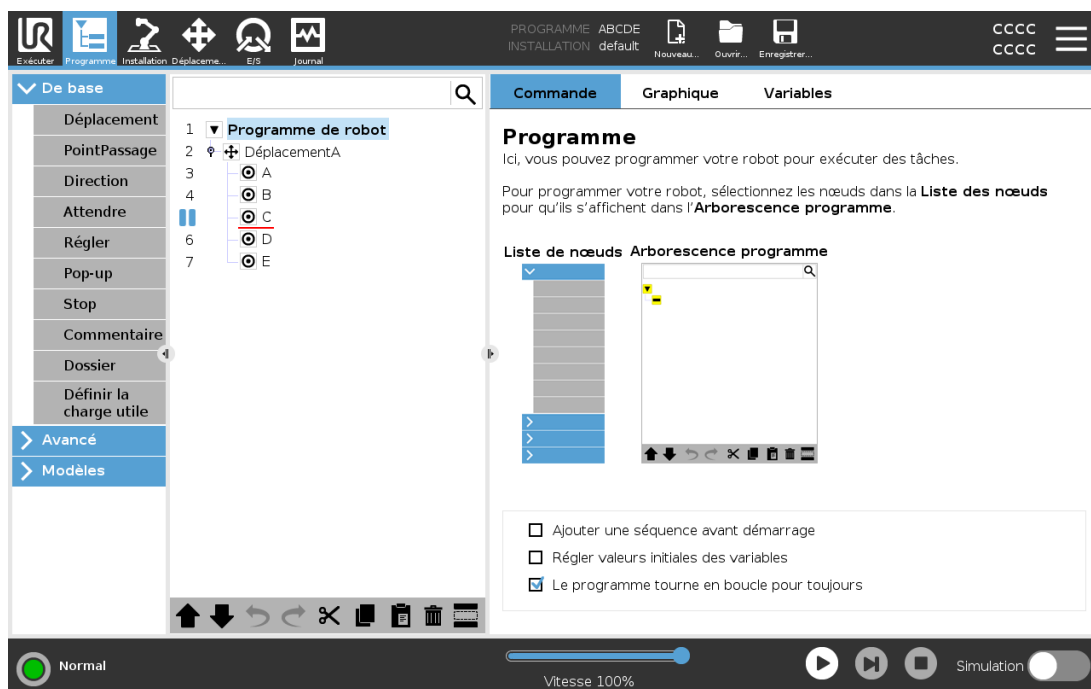 PROGRAMME ABCDE
INSTALLATION default
UR
Exécuter
Programme
Installation
Déplaceme...
E/S
Journal
Nouveau...
Ouvrir...
Enregistrer...
CCCC
CCCC
De base
Déplacement
PointPassage
Direction
Attendre
Régler
Pop-up
Stop
Commentaire
Dossier
Définir la
charge utile
Avancé
Modèles
1 Programme de robot
2 DéplacementA
3 A
4 B
C
6 D
7 E
Commande Graphique Variables
Programme
Ici, vous pouvez programmer votre robot pour exécuter des tâches.
Pour programmer votre robot, sélectionnez les nœuds dans la Liste des nœuds
pour qu'ils s'affichent dans l'Arborescence programme.
Liste de nœuds Arborescence programme
Ajouter une séquence avant démarrage
Régler valeurs initiales des variables
Le programme tourne en boucle pour toujours
Normal
Vitesse 100%
Simulation